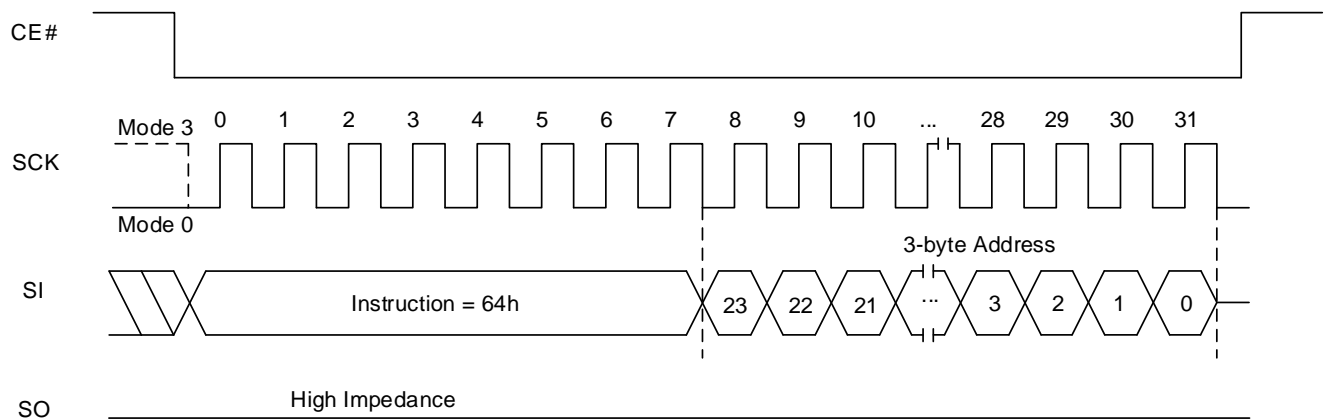 CE#
0 1 2 3 4 5 6 7 8 9 10 ... 28 29 30 31
Mode 3
SCK
Mode 0
3-byte Address
SI
Instruction = 64h 23 22 21 ... 3 2 1 0
High Impedance
SO